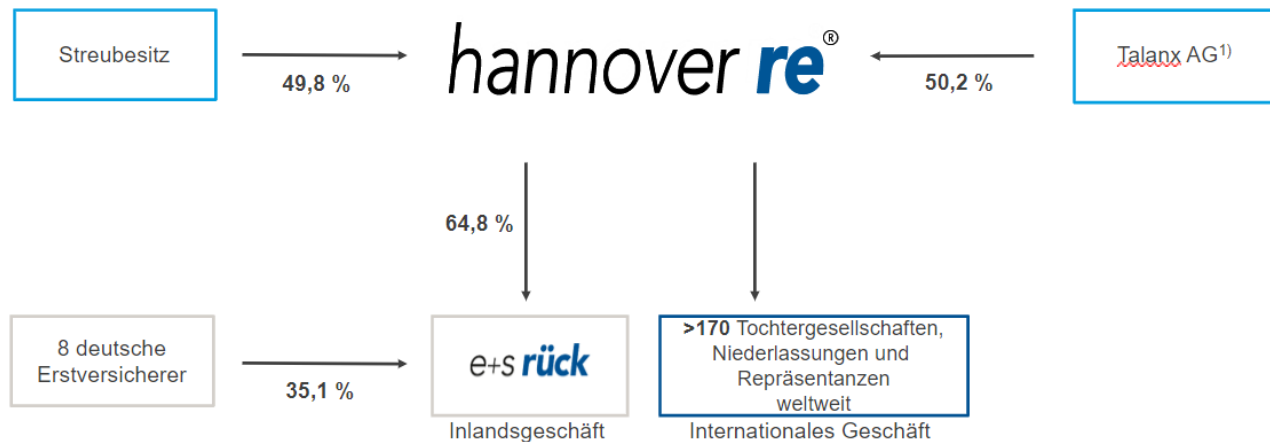 Streubesitz
49,8 %
hannover re®
50,2 %
Talanx AG1)
64,8 %
8 deutsche
Erstversicherer
35,1 %
e+s rück
Inlandsgeschäft
>170 Tochtergesellschaften,
Niederlassungen und
Repräsentanzen
weltweit
Internationales Geschäft